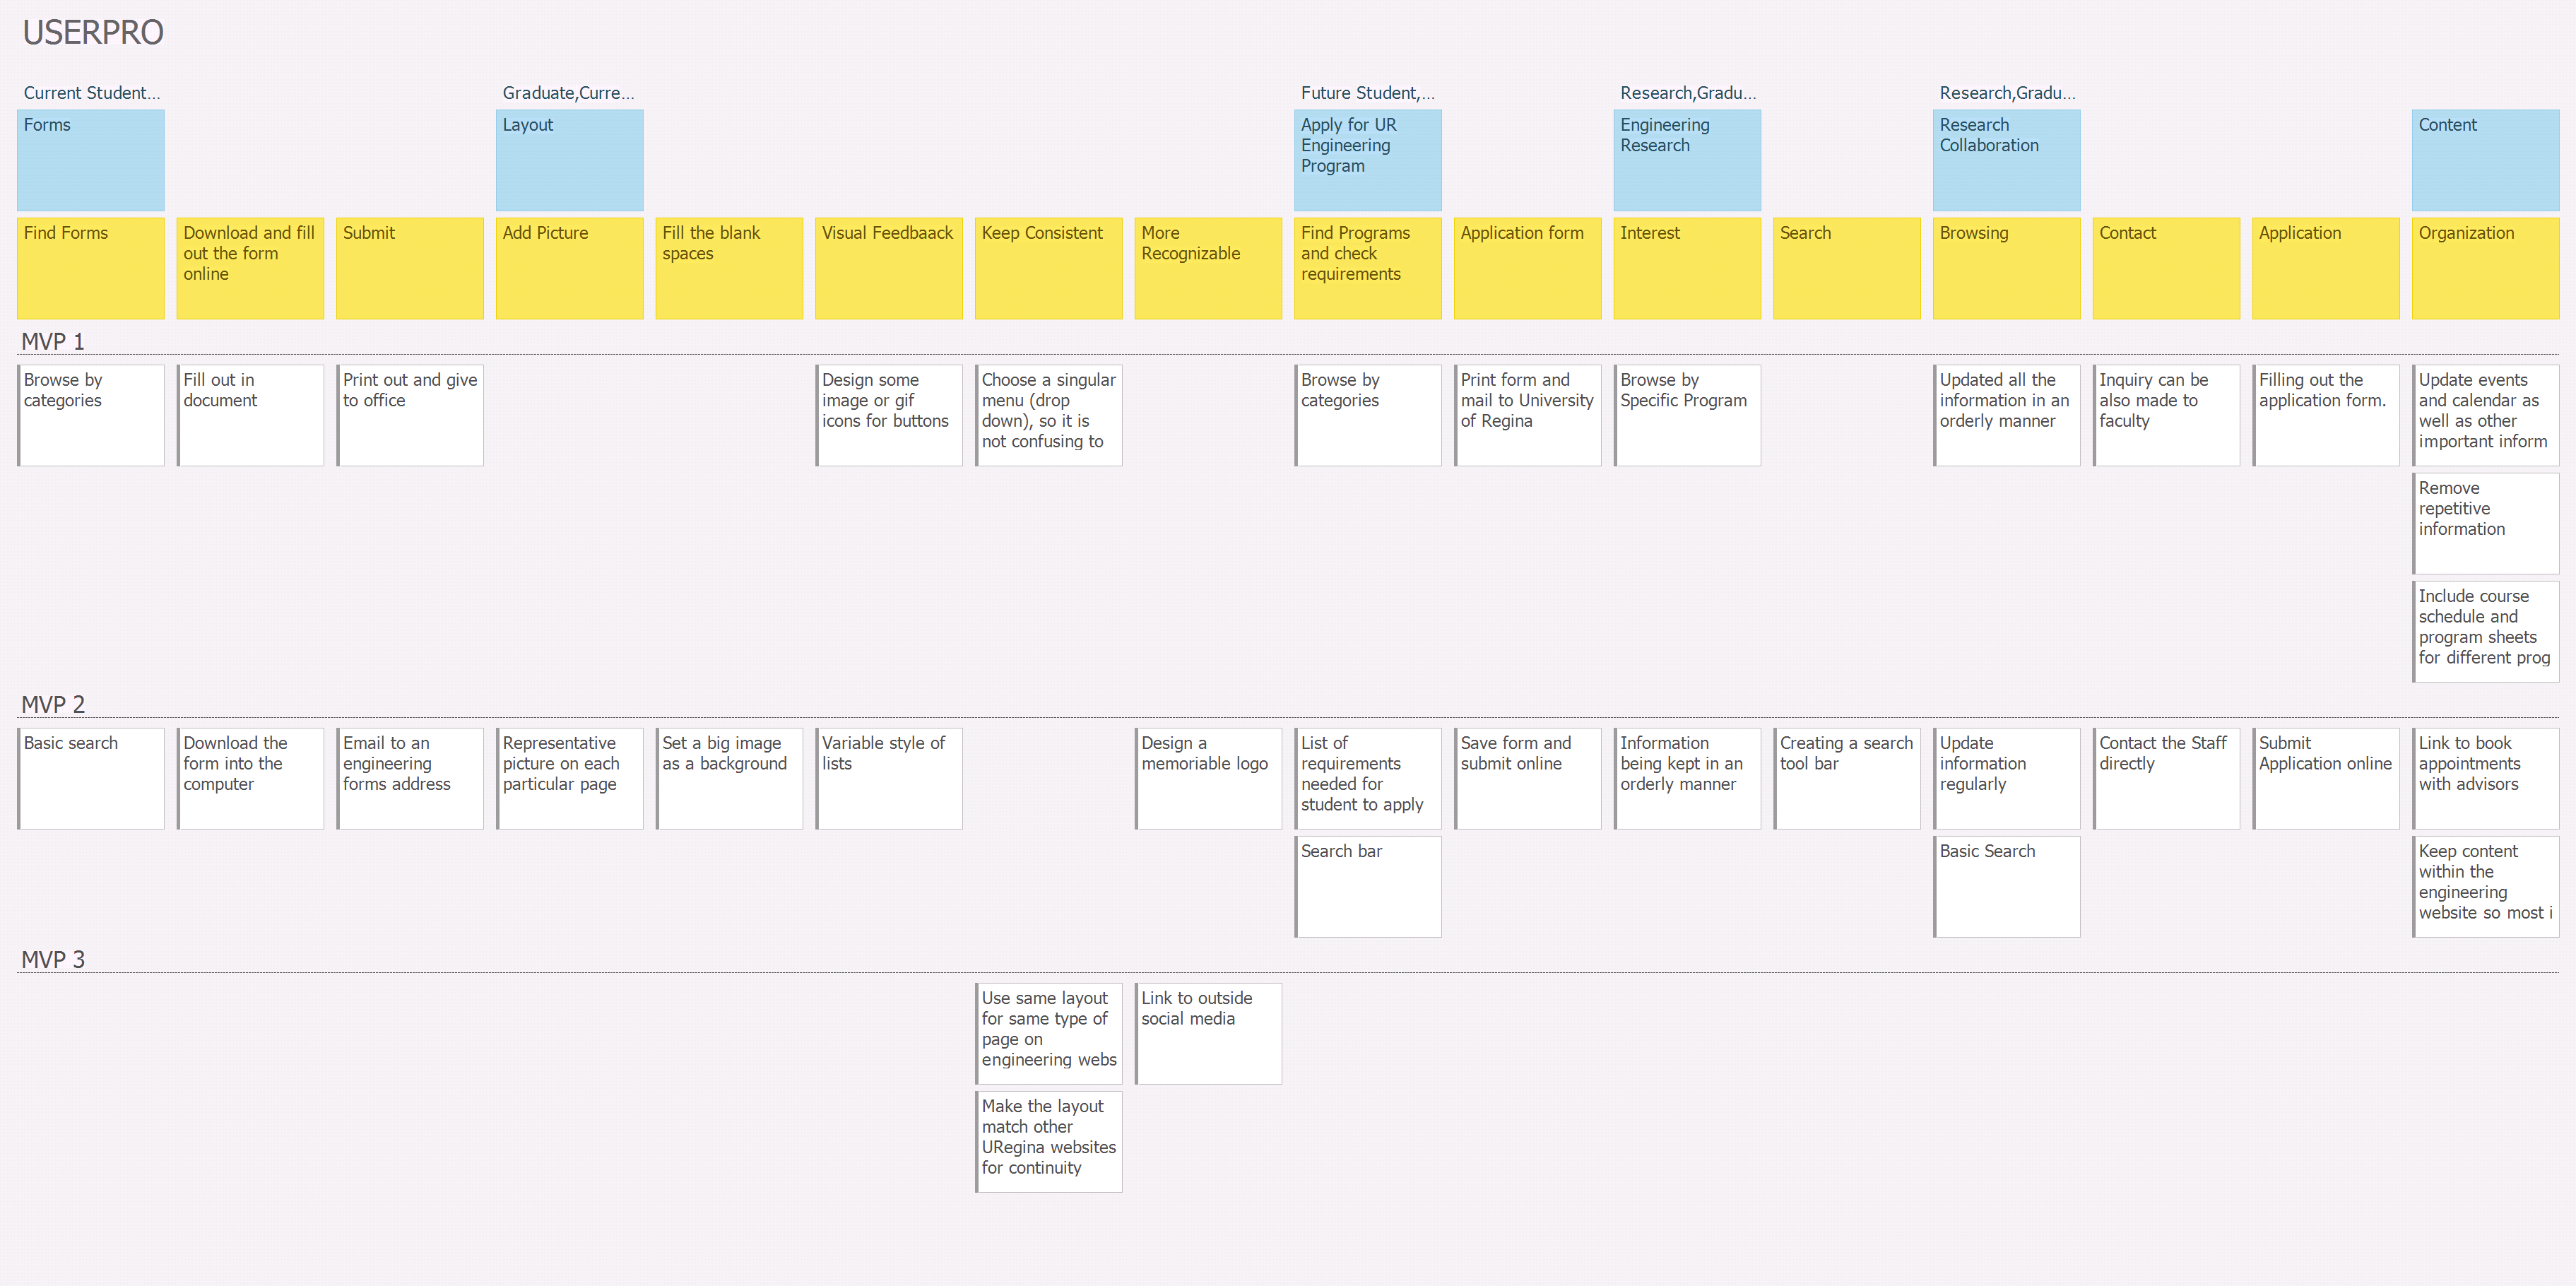 USERPRO
Current Student...
Graduate,Curre...
Future Student,...
Research,Gradu...
Research,Gradu...
Forms
Layout
Apply for UR
Engineering
Program
Engineering
Research
Research
Collaboration
Content
Find Forms
Download and fill
out the form
online
Submit
Add Picture
Fill the blank
spaces
Visual Feedbaack
Keep Consistent
More
Recognizable
Find Programs
and check
requirements
Application form
Interest
Search
Browsing
Contact
Application
Organization
MVP 1
Browse by
categories
Fill out in
document
Print out and give
to office
Design some
image or gif
icons for buttons
Choose a singular
menu (drop
down), so it is
not confusing to
Browse by
categories
Print form and
mail to University
of Regina
Browse by
Specific Program
Updated all the
information in an
orderly manner
Inquiry can be
also made to
faculty
Filling out the
application form.
Update events
and calendar as
well as other
important inform
Remove
repetitive
information
Include course
schedule and
program sheets
for different prog
MVP 2
Basic search
Download the
form into the
computer
Email to an
engineering
forms address
Representative
picture on each
particular page
Set a big image
as a background
Variable style of
lists
Design a
memoriable logo
List of
requirements
needed for
student to apply
Save form and
submit online
Information
being kept in an
orderly manner
Creating a search
tool bar
Update
information
regularly
Contact the Staff
directly
Submit
Application online
Link to book
appointments
with advisors
Search bar
Basic Search
Keep content
within the
engineering
website so most i
MVP 3
Use same layout
for same type of
page on
engineering webs
Link to outside
social media
Make the layout
match other
URegina websites
for continuity